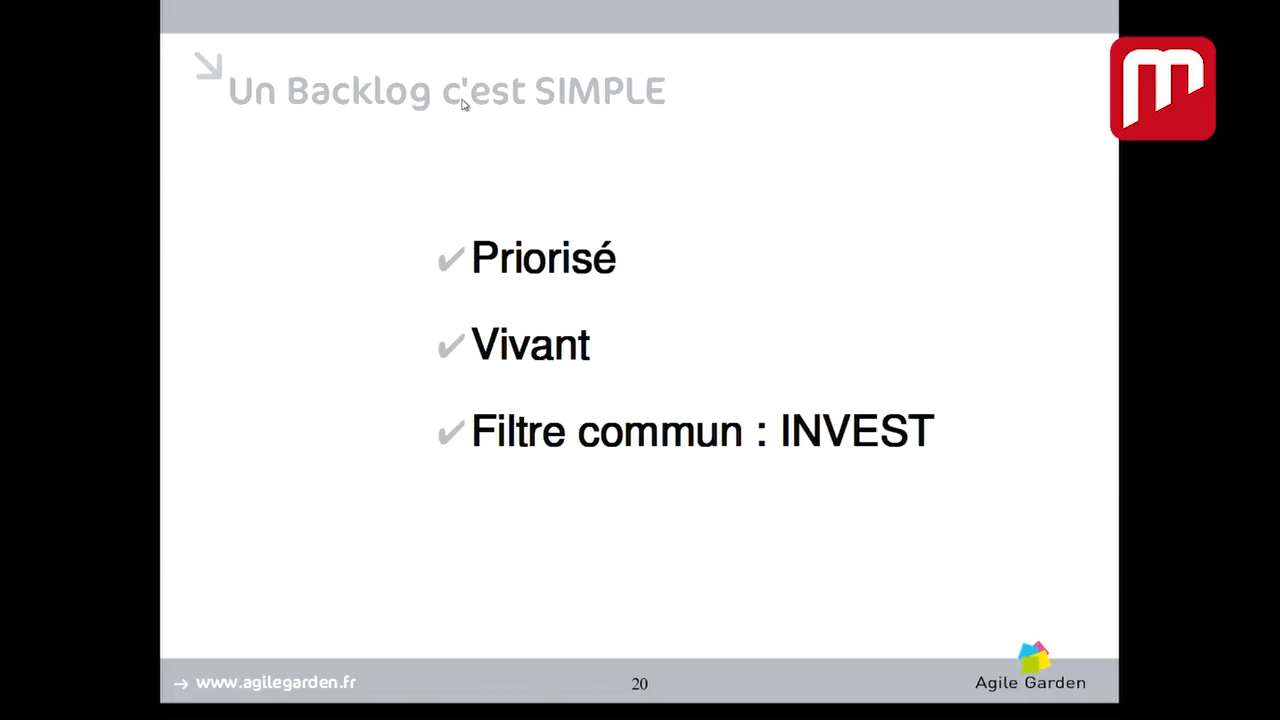 Un Backlog c'est SIMPLE
✔ Priorisé
✔ Vivant
✔ Filtre commun : INVEST
→ www.agilegarden.fr
20
Agile Garden